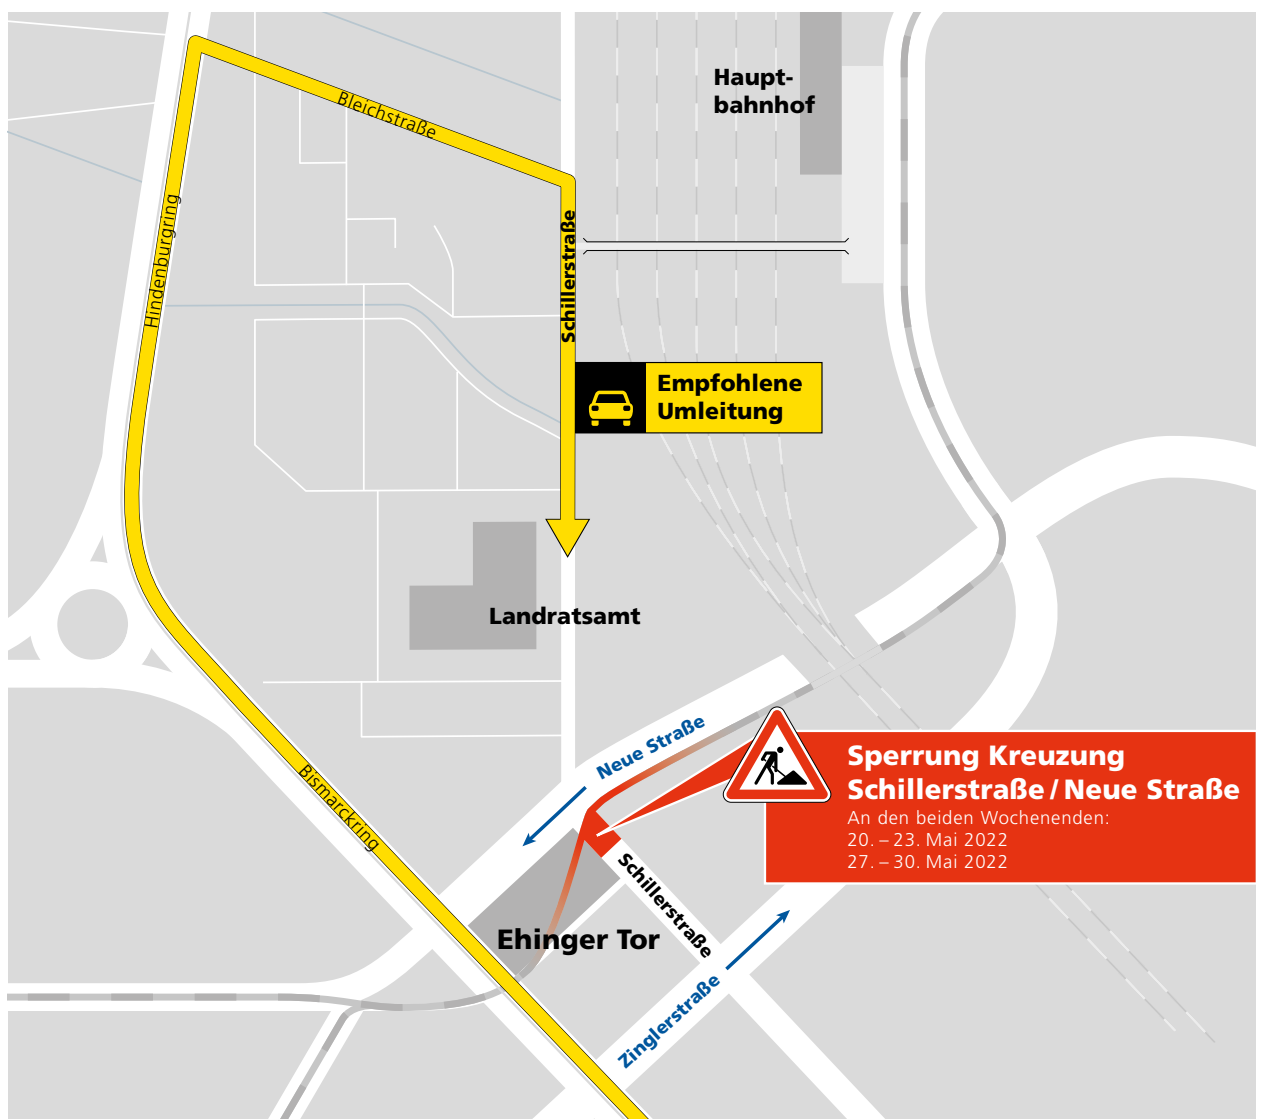 Haupt-
bahnhof
Bleichstraße
Hindenburgring
Schillerstraße
Empfohlene
Umleitung
Landratsamt
Neue Straße
Sperrung Kreuzung
Schillerstraße / Neue Straße
An den beiden Wochenenden:
20. – 23. Mai 2022
27. – 30. Mai 2022
Bismarckring
Schillerstraße
Ehinger Tor
Zinglerstraße